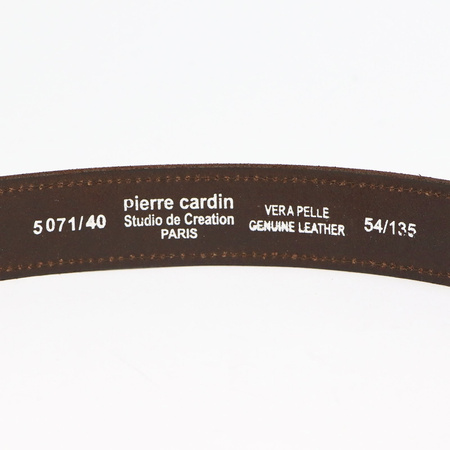 5071/40
pierre cardin
Studio de Creation
PARIS
VERA PELLE
GENUINE LEATHER
54/135